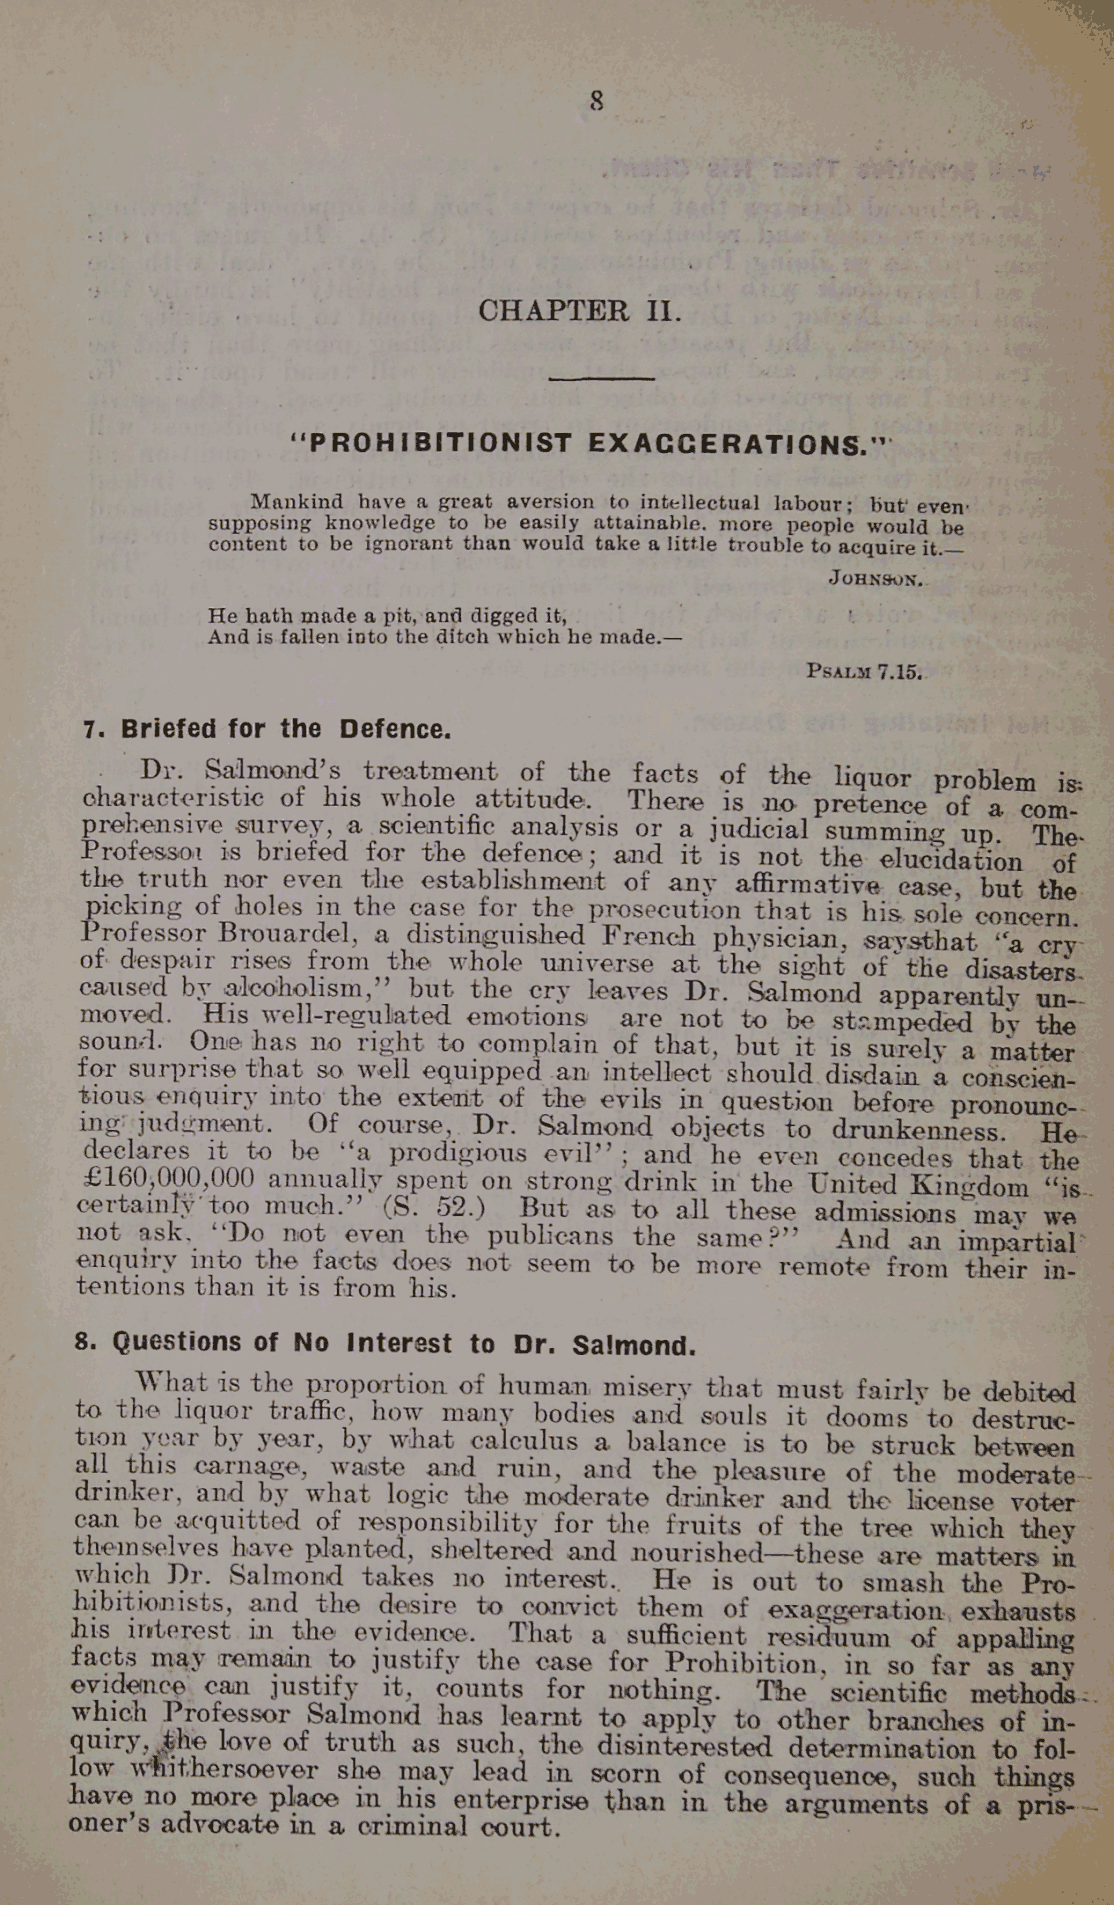 8
CHAPTER II.
"PROHIBITIONIST EXAGGERATIONS."
Mankind have a great aversion to intellectual labour; but even
supposing knowledge to be easily attainable. more people would be
content to be ignorant than would take a little trouble to acquire it.—
JOHNSON.
He hath made a pit, and digged it,
And is fallen into the ditch which he made.—
PSALM 7.15.
7. Briefed for the Defence.
Dr. Salmond's treatment of the facts of the liquor problem is
characteristic of his whole attitude. There is no pretence of a com-
prehensive survey, a scientific analysis or a judicial summing up. The
Professor is briefed for the defence; and it is not the elucidation of
the truth nor even the establishment of any affirmative case, but the
picking of holes in the case for the prosecution that is his sole concern.
Professor Brouardel, a distinguished French physician, saysthat "a cry
of despair rises from the whole universe at the sight of the disasters
caused by alcoholism," but the cry leaves Dr. Salmond apparently un-
moved. His well-regulated emotions are not to be stampeded by the
sound. One has no right to complain of that, but it is surely a matter
for surprise that so well equipped an intellect should disdain a conscien-
tious enquiry into the extent of the evils in question before pronounc-
ing judgment. Of course, Dr. Salmond objects to drunkenness. He
declares it to be "a prodigious evil"; and he even concedes that the
£160,000,000 annually spent on strong drink in the United Kingdom "is
certainly too much." (S. 52.) But as to all these admissions may we
not ask, "Do not even the publicans the same?" And an impartial
enquiry into the facts does not seem to be more remote from their in-
tentions than it is from his.
8. Questions of No Interest to Dr. Salmond.
What is the proportion of human misery that must fairly be debited
to the liquor traffic, how many bodies and souls it dooms to destruc-
tion year by year, by what calculus a balance is to be struck between
all this carnage, waste and ruin, and the pleasure of the moderate
drinker, and by what logic the moderate drinker and the license voter
can be acquitted of responsibility for the fruits of the tree which they
themselves have planted, sheltered and nourished—these are matters in
which Dr. Salmond takes no interest. He is out to smash the Pro-
hibitionists, and the desire to convict them of exaggeration exhausts
his interest in the evidence. That a sufficient residuum of appalling
facts may remain to justify the case for Prohibition, in so far as any
evidence can justify it, counts for nothing. The scientific methods
which Professor Salmond has learnt to apply to other branches of in-
quiry, the love of truth as such, the disinterested determination to fol-
low whithersoever she may lead in scorn of consequence, such things
have no more place in his enterprise than in the arguments of a pris-
oner's advocate in a criminal court.